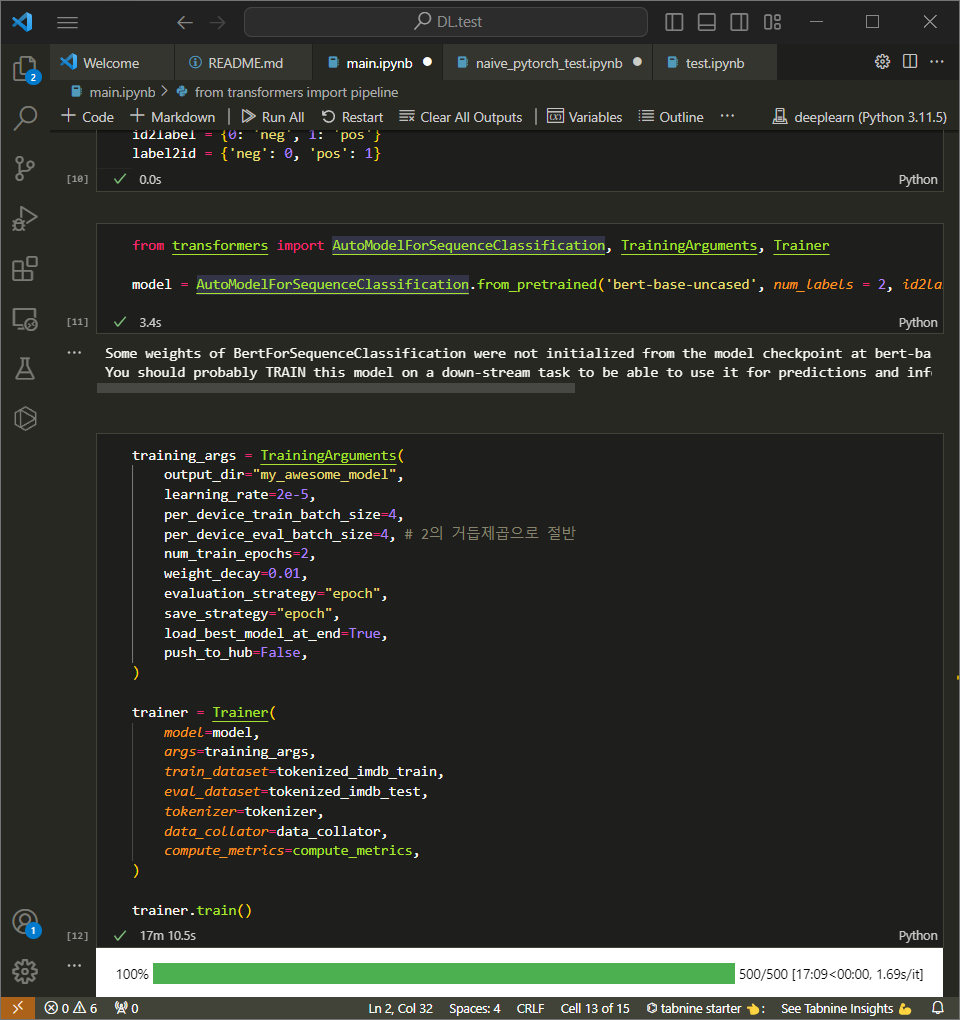 DL.test
Welcome README.md main.ipynb naive_pytorch_test.ipynb test.ipynb
2
main.ipynb > from transformers import pipeline
+ Code + Markdown Run All Restart Clear All Outputs Variables Outline ... deeplearn (Python 3.11.5)
id2label = {0: 'neg', 1: 'pos'}
label2id = {'neg': 0, 'pos': 1}
[10] 0.0s Python
from transformers import AutoModelForSequenceClassification, TrainingArguments, Trainer
model = AutoModelForSequenceClassification.from_pretrained('bert-base-uncased', num_labels = 2, id2la
[11] 3.4s Python
... Some weights of BertForSequenceClassification were not initialized from the model checkpoint at bert-ba
You should probably TRAIN this model on a down-stream task to be able to use it for predictions and inf
training_args = TrainingArguments(
output_dir="my_awesome_model",
learning_rate=2e-5,
per_device_train_batch_size=4,
per_device_eval_batch_size=4, # 2의 거듭제곱으로 절반
num_train_epochs=2,
weight_decay=0.01,
evaluation_strategy="epoch",
save_strategy="epoch",
load_best_model_at_end=True,
push_to_hub=False,
)
trainer = Trainer(
model=model,
args=training_args,
train_dataset=tokenized_imdb_train,
eval_dataset=tokenized_imdb_test,
tokenizer=tokenizer,
data_collator=data_collator,
compute_metrics=compute_metrics,
)
trainer.train()
1
[12] 17m 10.5s Python
... 100% 500/500 [17:09<00:00, 1.69s/it]
0 6 0 Ln 2, Col 32 Spaces: 4 CRLF Cell 13 of 15 tabnine starter 👈: See Tabnine Insights 💪